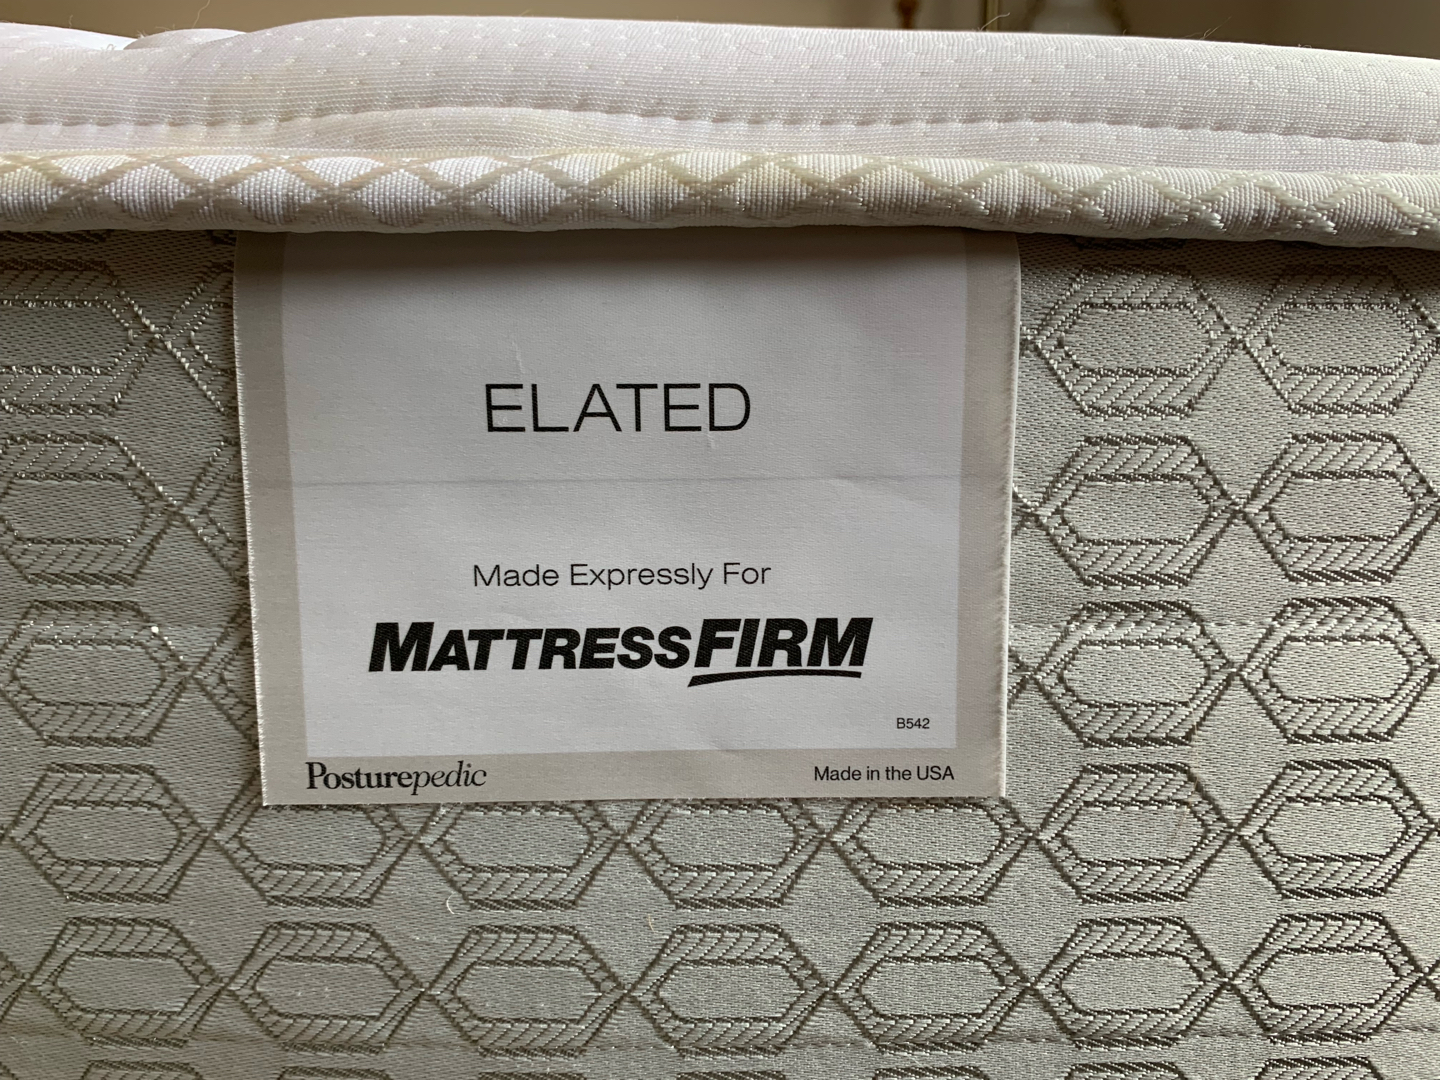 ELATED
Made Expressly For
MATTRESSFIRM
B542
Posturepedic
Made in the USA